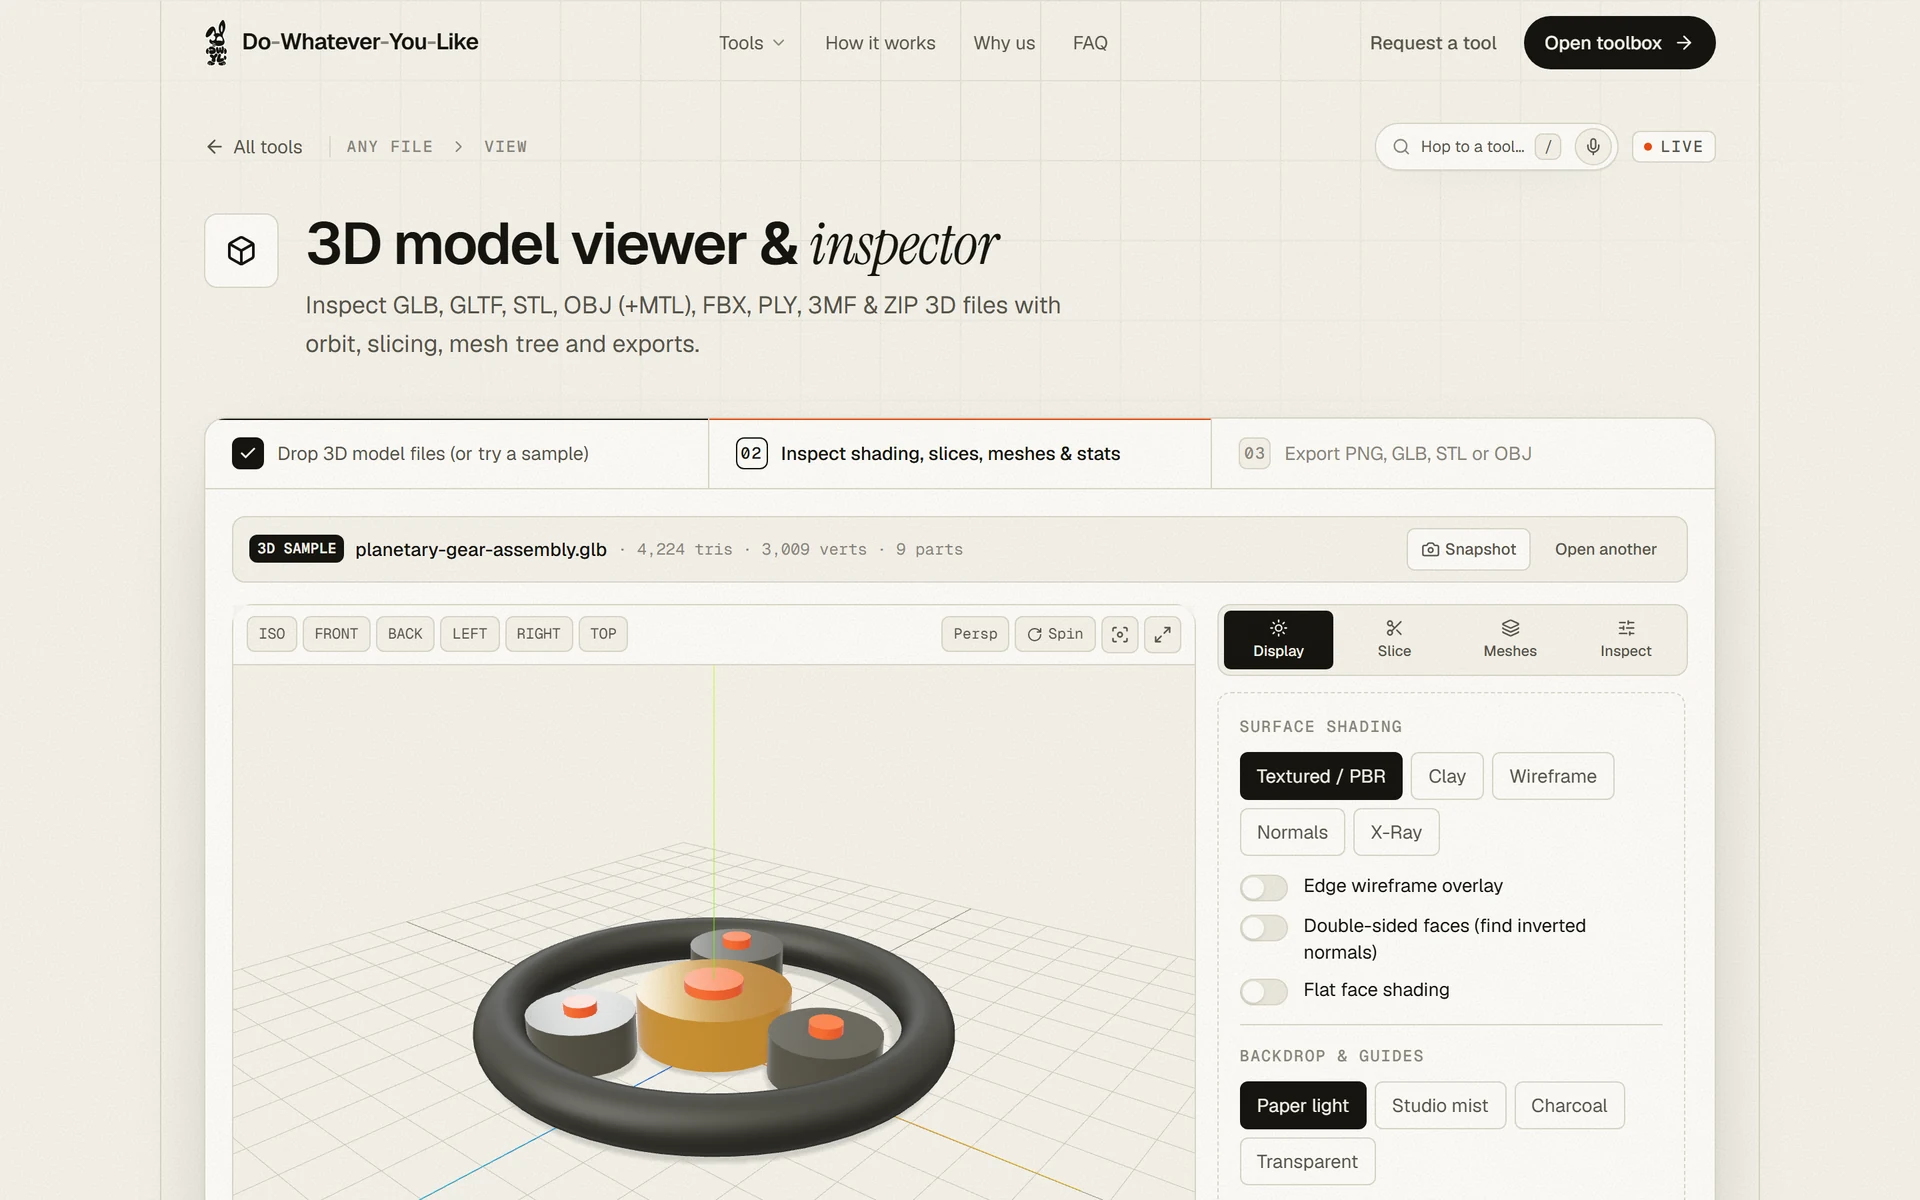 Do-Whatever-You-Like
Tools
How it works
Why us
FAQ
Request a tool
Open toolbox
All tools
ANY FILE
VIEW
Hop to a tool...
/
LIVE
3D model viewer & inspector
Inspect GLB, GLTF, STL, OBJ (+MTL), FBX, PLY, 3MF & ZIP 3D files with
orbit, slicing, mesh tree and exports.
Drop 3D model files (or try a sample)
02 Inspect shading, slices, meshes & stats
03 Export PNG, GLB, STL or OBJ
3D SAMPLE planetary-gear-assembly.glb · 4,224 tris · 3,009 verts · 9 parts
Snapshot
Open another
ISO
FRONT
BACK
LEFT
RIGHT
TOP
Persp
Spin
Display
Slice
Meshes
Inspect
SURFACE SHADING
Textured / PBR
Clay
Wireframe
Normals
X-Ray
Edge wireframe overlay
Double-sided faces (find inverted
normals)
Flat face shading
BACKDROP & GUIDES
Paper light
Studio mist
Charcoal
Transparent